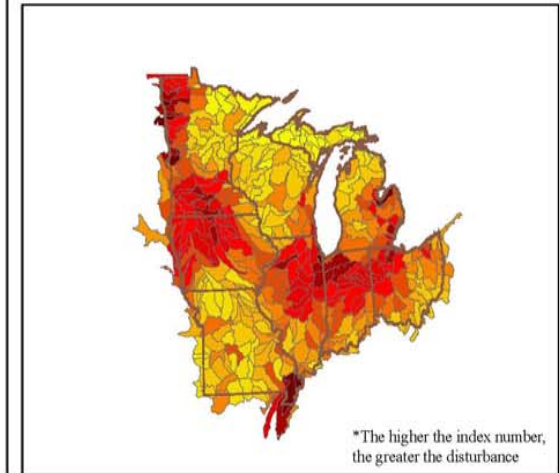 *The higher the index number,
the greater the disturbance